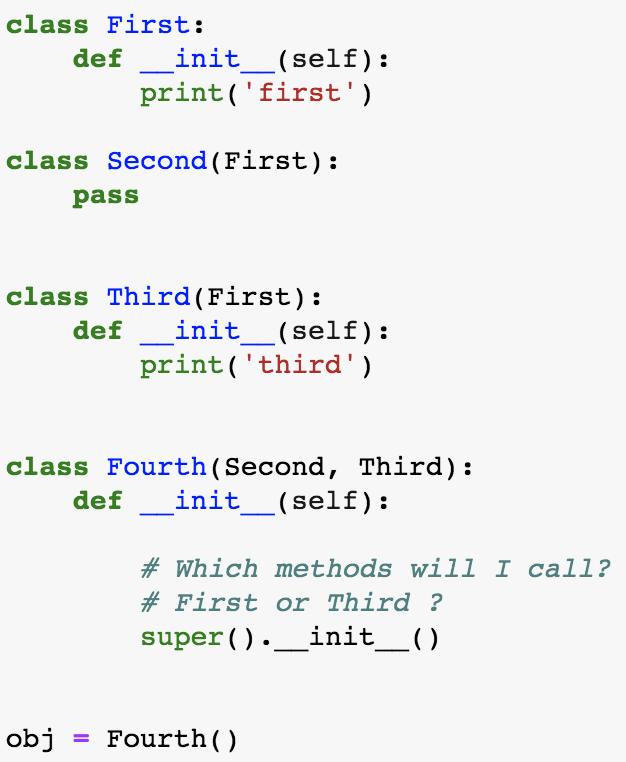 class First:
    def __init__(self):
        print('first')
class Second(First):
    pass
class Third(First):
    def __init__(self):
        print('third')
class Fourth(Second, Third):
    def __init__(self):
        # Which methods will I call?
        # First or Third ?
        super().__init__()
obj = Fourth()